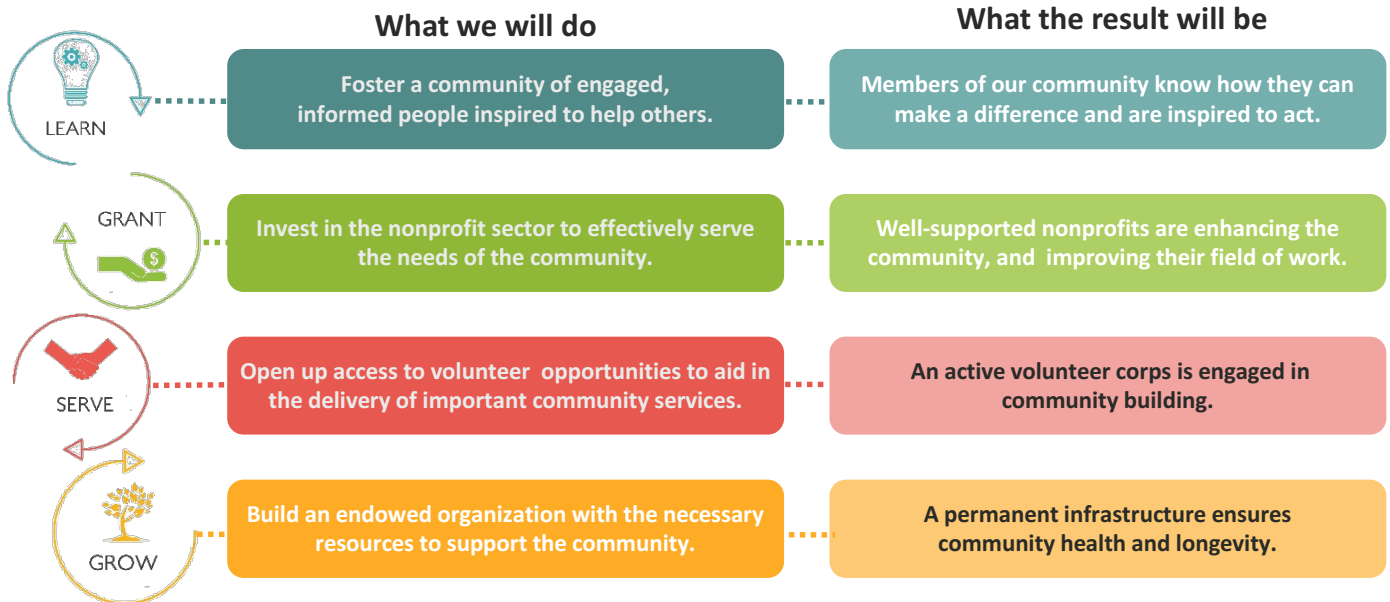 What we will do
What the result will be
LEARN
Foster a community of engaged,
informed people inspired to help others.
Members of our community know how they can
make a difference and are inspired to act.
GRANT
$
Invest in the nonprofit sector to effectively serve
the needs of the community.
Well-supported nonprofits are enhancing the
community, and  improving their field of work.
SERVE
Open up access to volunteer  opportunities to aid in
the delivery of important community services.
An active volunteer corps is engaged in
community building.
GROW
Build an endowed organization with the necessary
resources to support the community.
A permanent infrastructure ensures
community health and longevity.